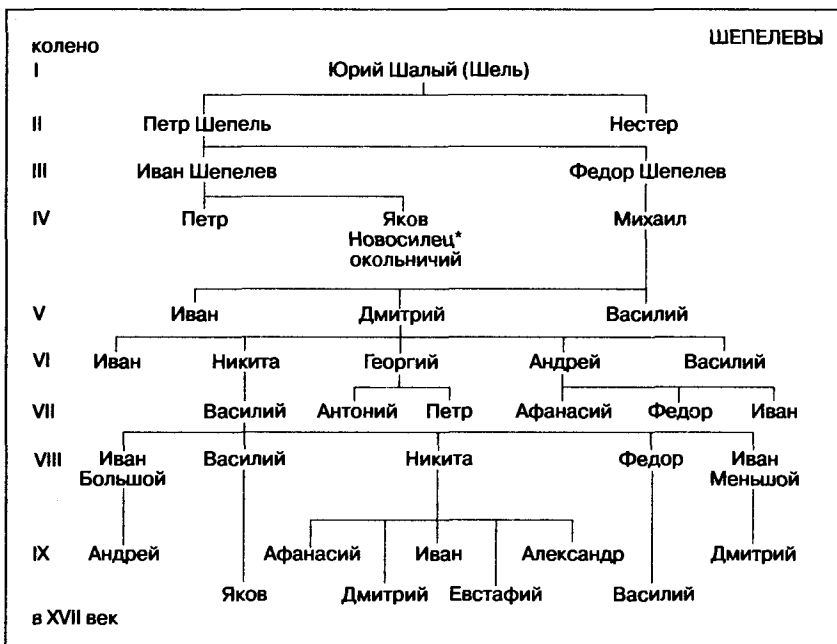 ШЕПЕЛЕВЫ
колено
I Юрий Шалый (Шель)
II Петр Шепель Нестер
III Иван Шепелев Федор Шепелев
IV Петр Яков Михаил
Новосилец*
окольничий
V Иван Дмитрий Василий
VI Иван Никита Георгий Андрей Василий
VII Василий Антоний Петр Афанасий Федор Иван
VIII Иван Василий Никита Федор Иван
Большой Меньшой
IX Андрей Афанасий Иван Александр Дмитрий
Яков Дмитрий Евстафий Василий
в XVII век